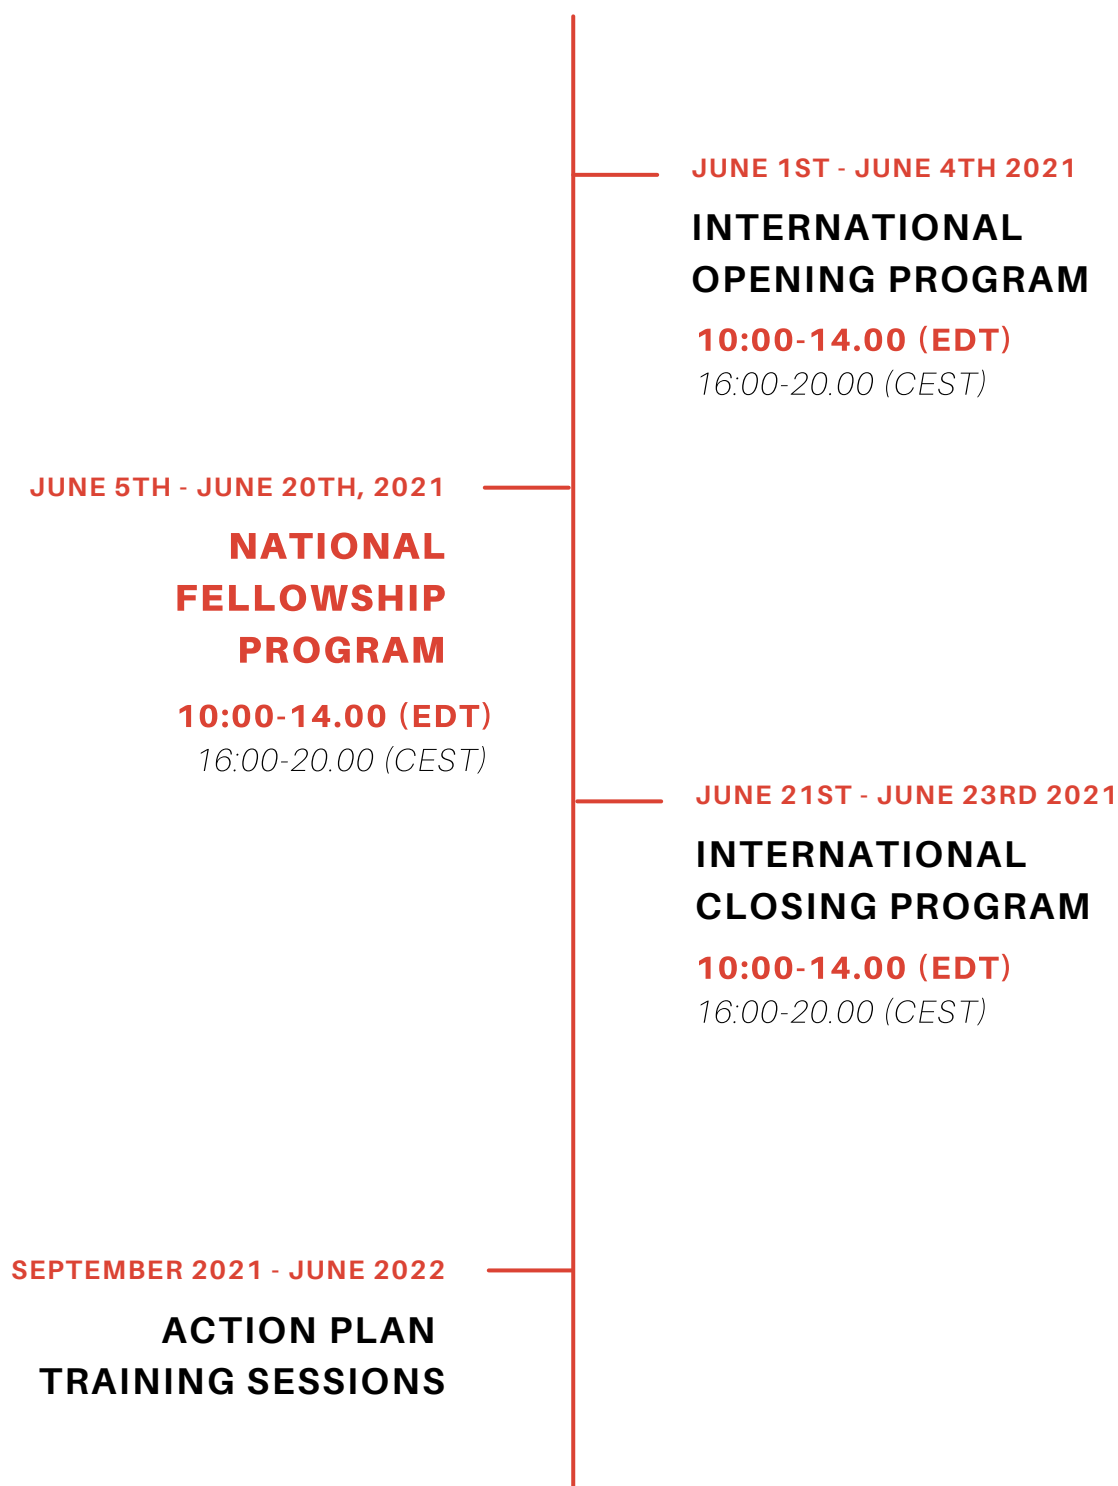 JUNE 1ST - JUNE 4TH 2021
INTERNATIONAL
OPENING PROGRAM
10:00-14.00 (EDT)
16:00-20.00 (CEST)
JUNE 5TH - JUNE 20TH, 2021
NATIONAL
FELLOWSHIP
PROGRAM
10:00-14.00 (EDT)
16:00-20.00 (CEST)
JUNE 21ST - JUNE 23RD 2021
INTERNATIONAL
CLOSING PROGRAM
10:00-14.00 (EDT)
16:00-20.00 (CEST)
SEPTEMBER 2021 - JUNE 2022
ACTION PLAN
TRAINING SESSIONS